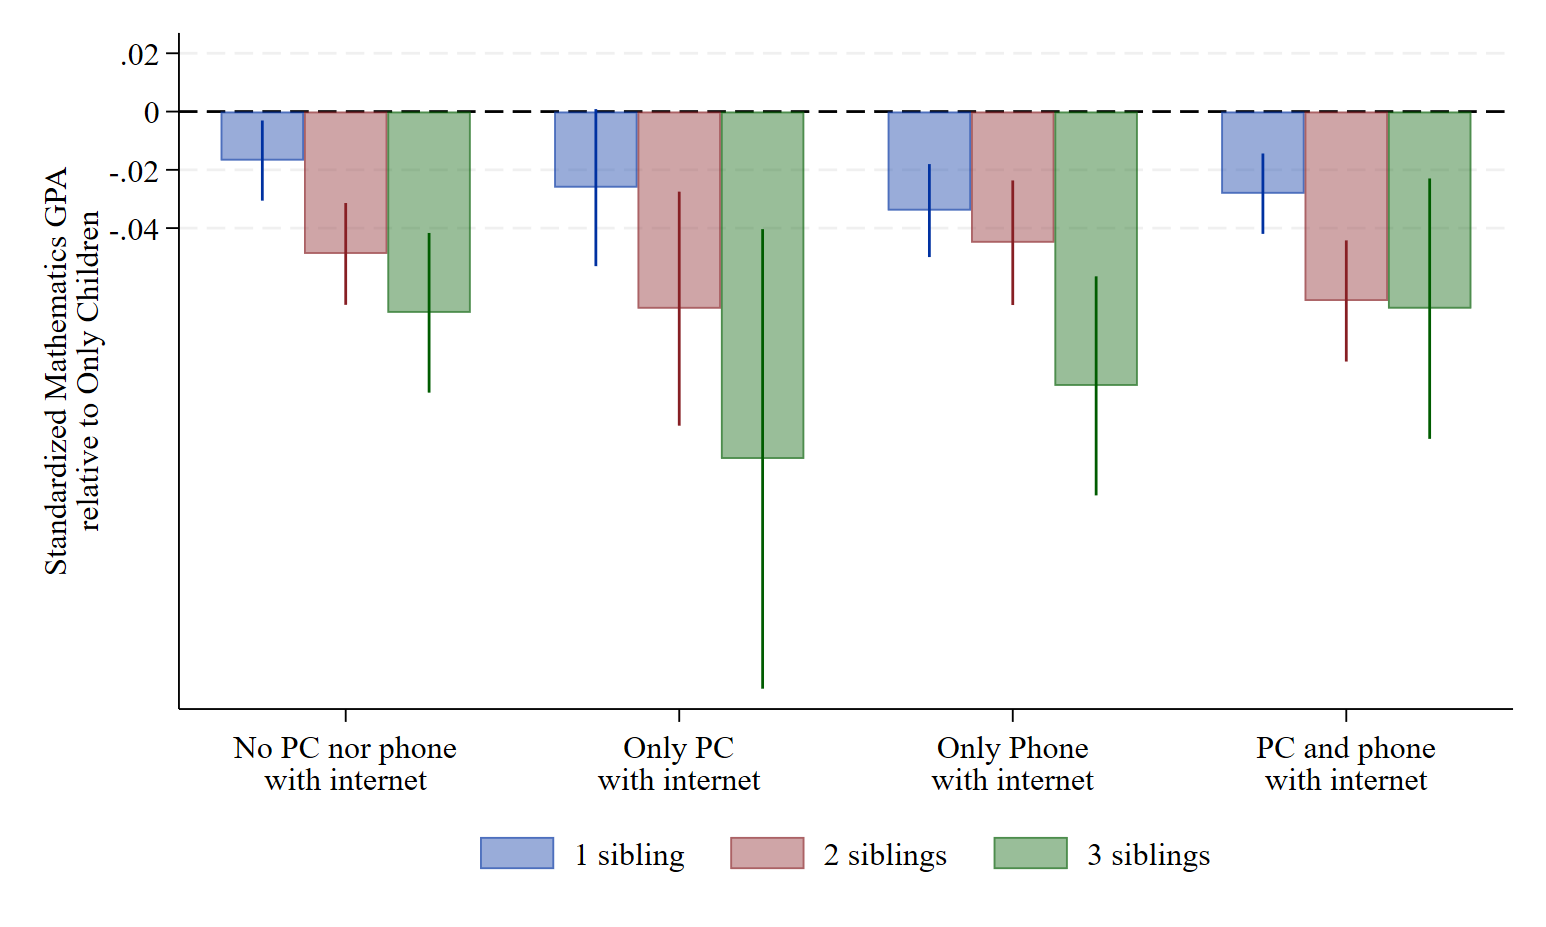 Standardized Mathematics GPA
relative to Only Children
.02
0
-.02
-.04
No PC nor phone
with internet
Only PC
with internet
Only Phone
with internet
PC and phone
with internet
1 sibling
2 siblings
3 siblings